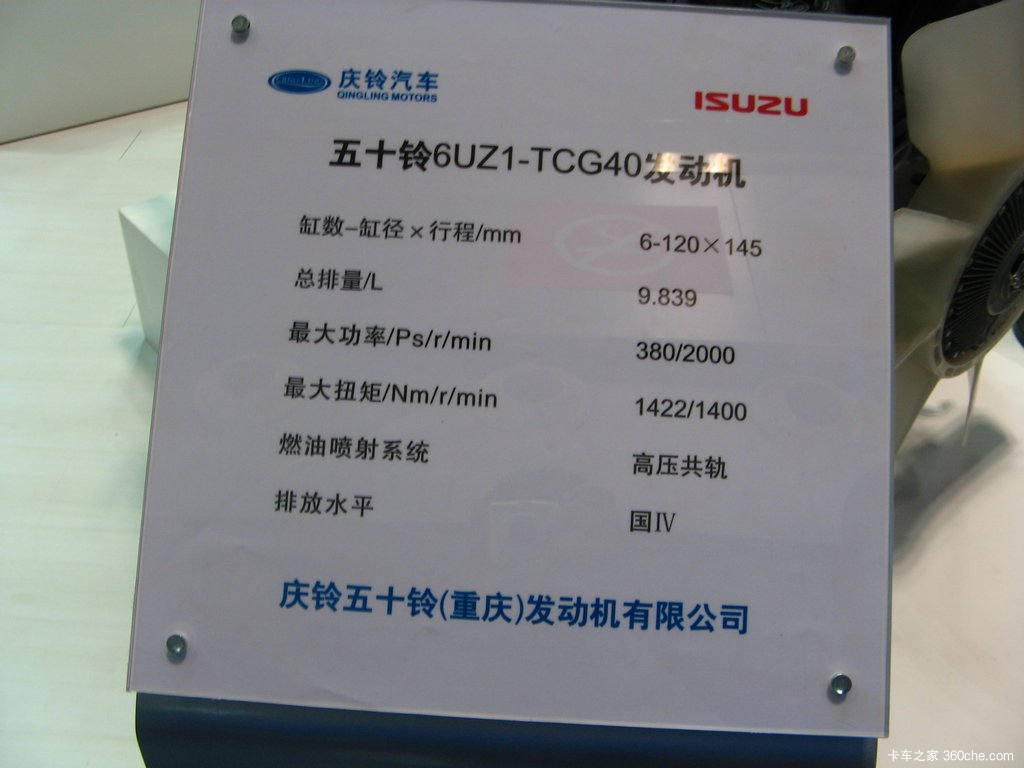 庆铃汽车
QINGLING MOTORS
ISUZU
五十铃6UZ1-TCG40发动机
缸数-缸径×行程/mm 6-120×145
总排量/L 9.839
最大功率/Ps/r/min 380/2000
最大扭矩/Nm/r/min 1422/1400
燃油喷射系统 高压共轨
排放水平 国Ⅳ
庆铃五十铃(重庆)发动机有限公司
卡车之家 360che.com